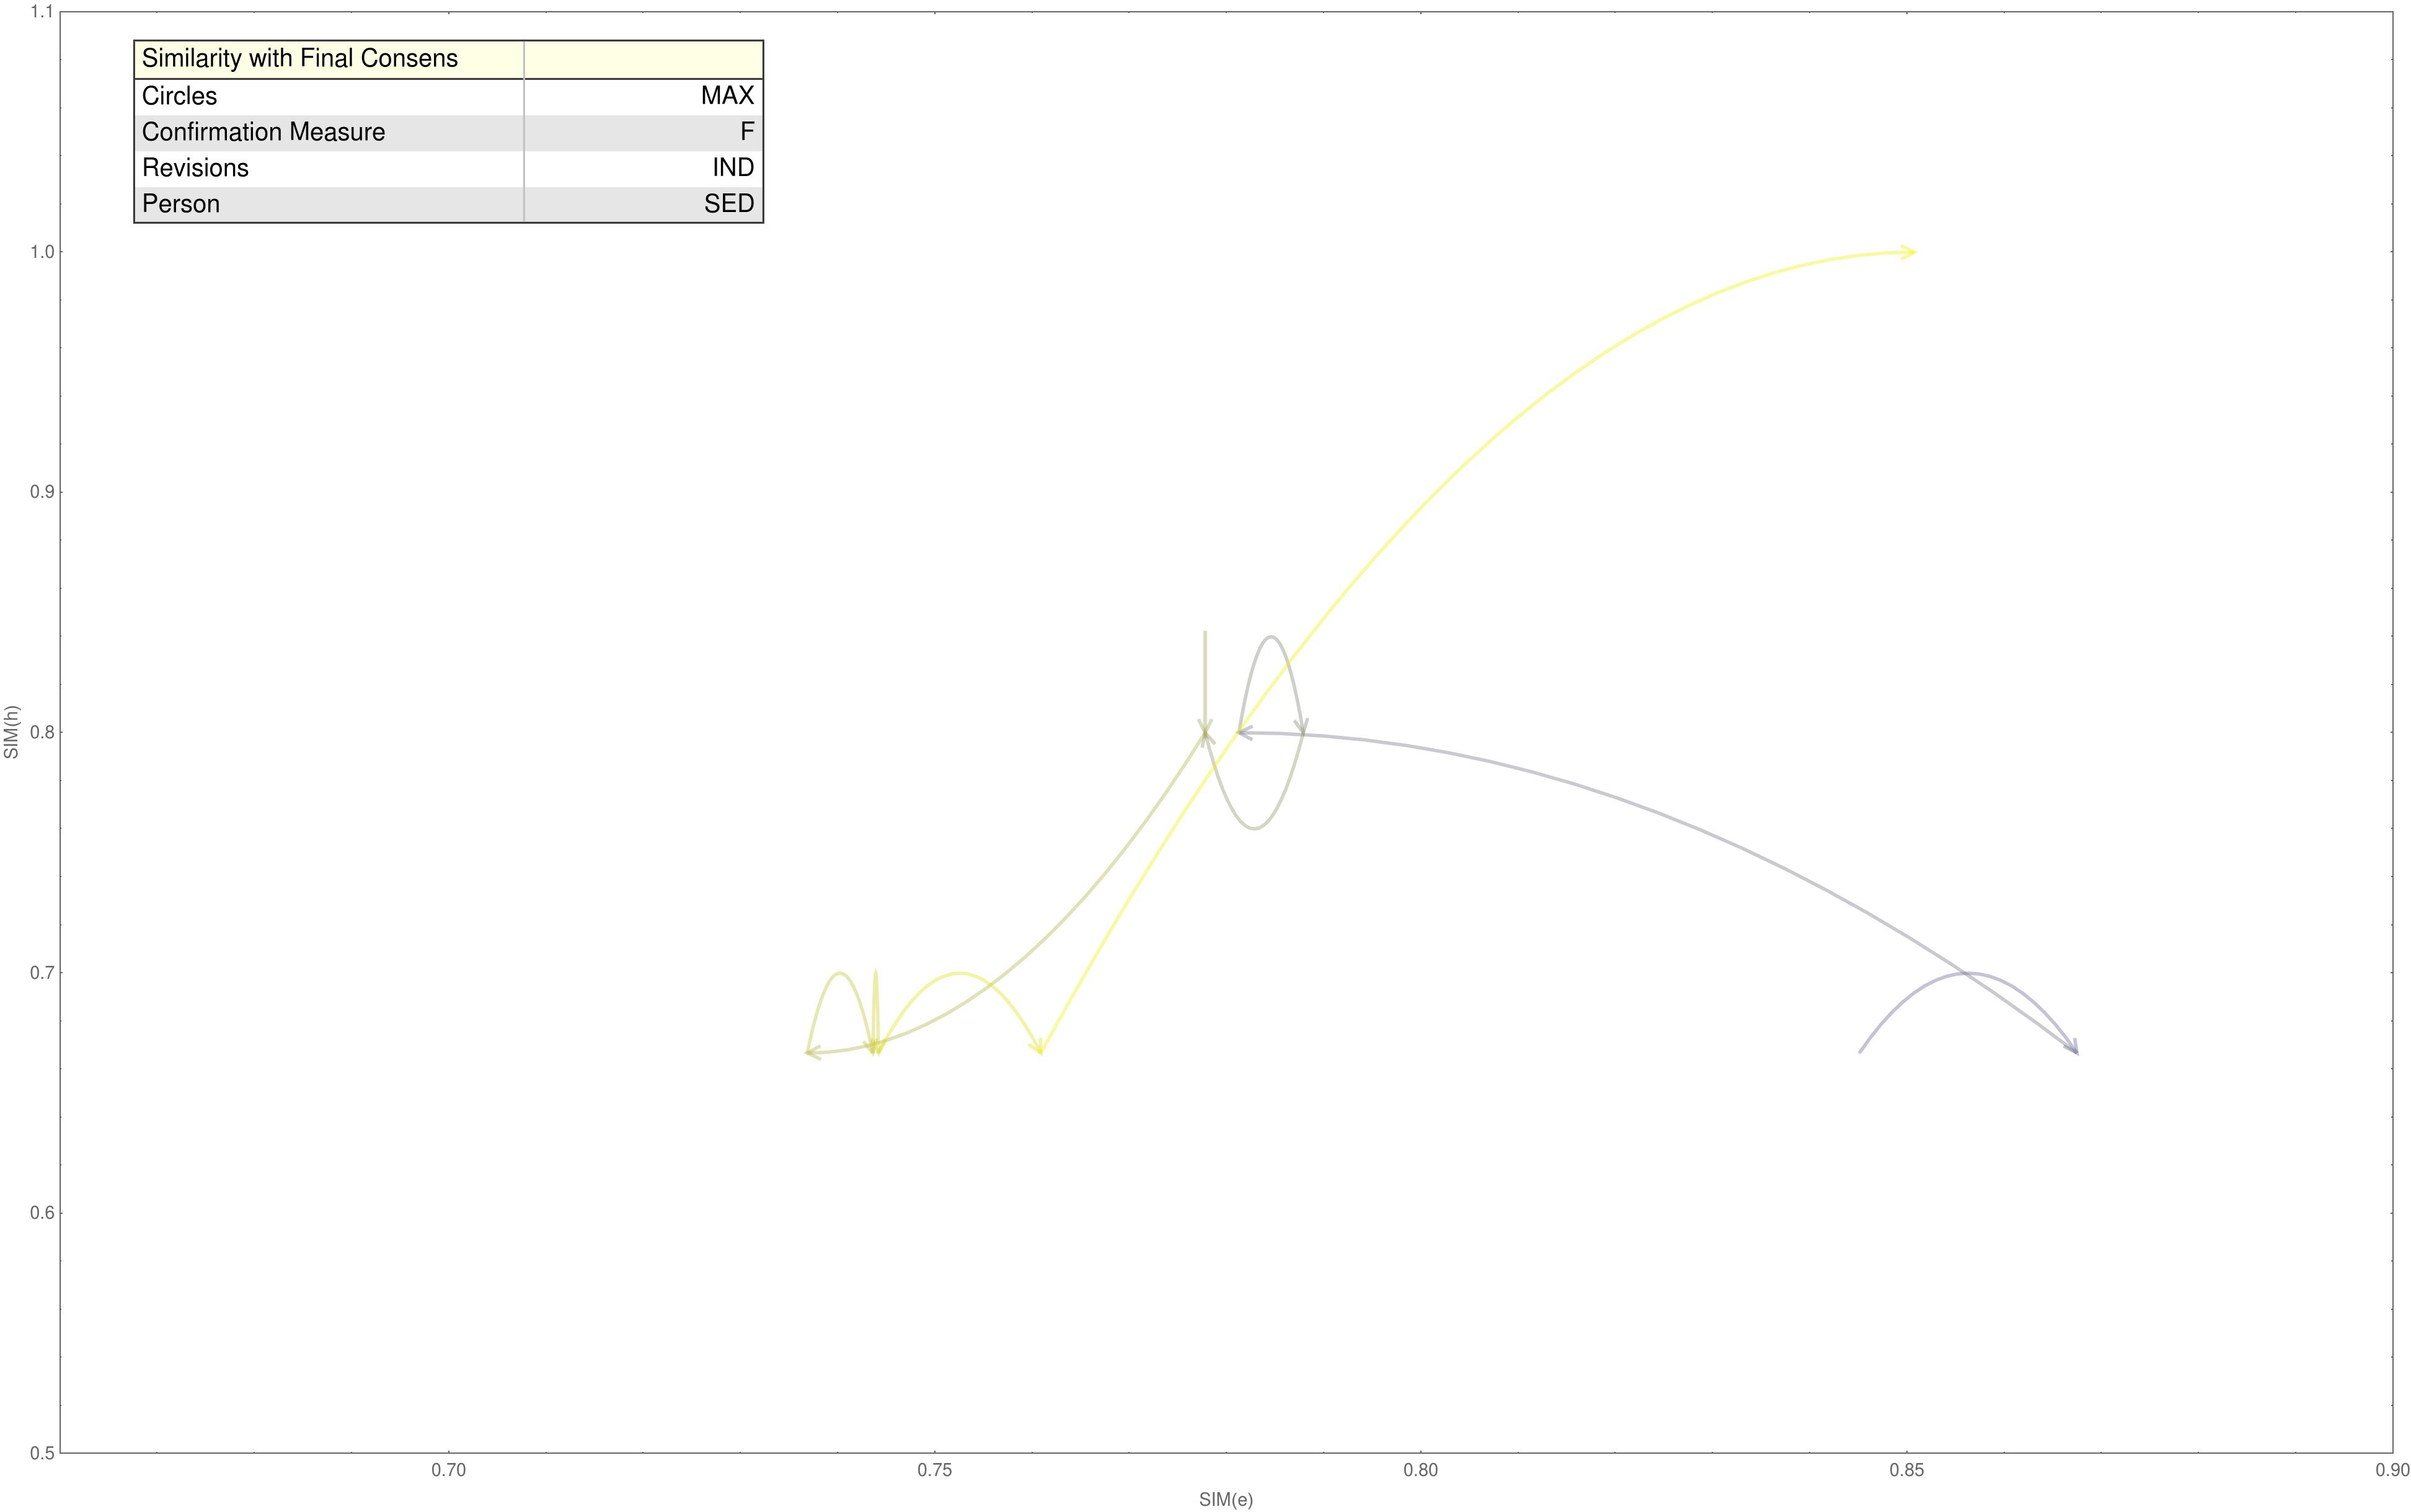 1.1
Similarity with Final Consens
Circles MAX
Confirmation Measure F
Revisions IND
Person SED
1.0
0.9
SIM(h)
0.8
0.7
0.6
0.5
0.70 0.75 0.80 0.85 0.90
SIM(e)